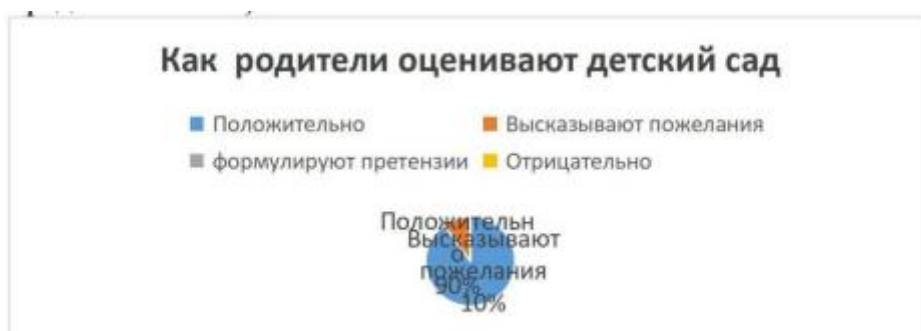 Как родители оценивают детский сад
Положительно
Высказывают пожелания
формулируют претензии
Отрицательно
Положительн
о
90%
Высказывают
пожелания
10%